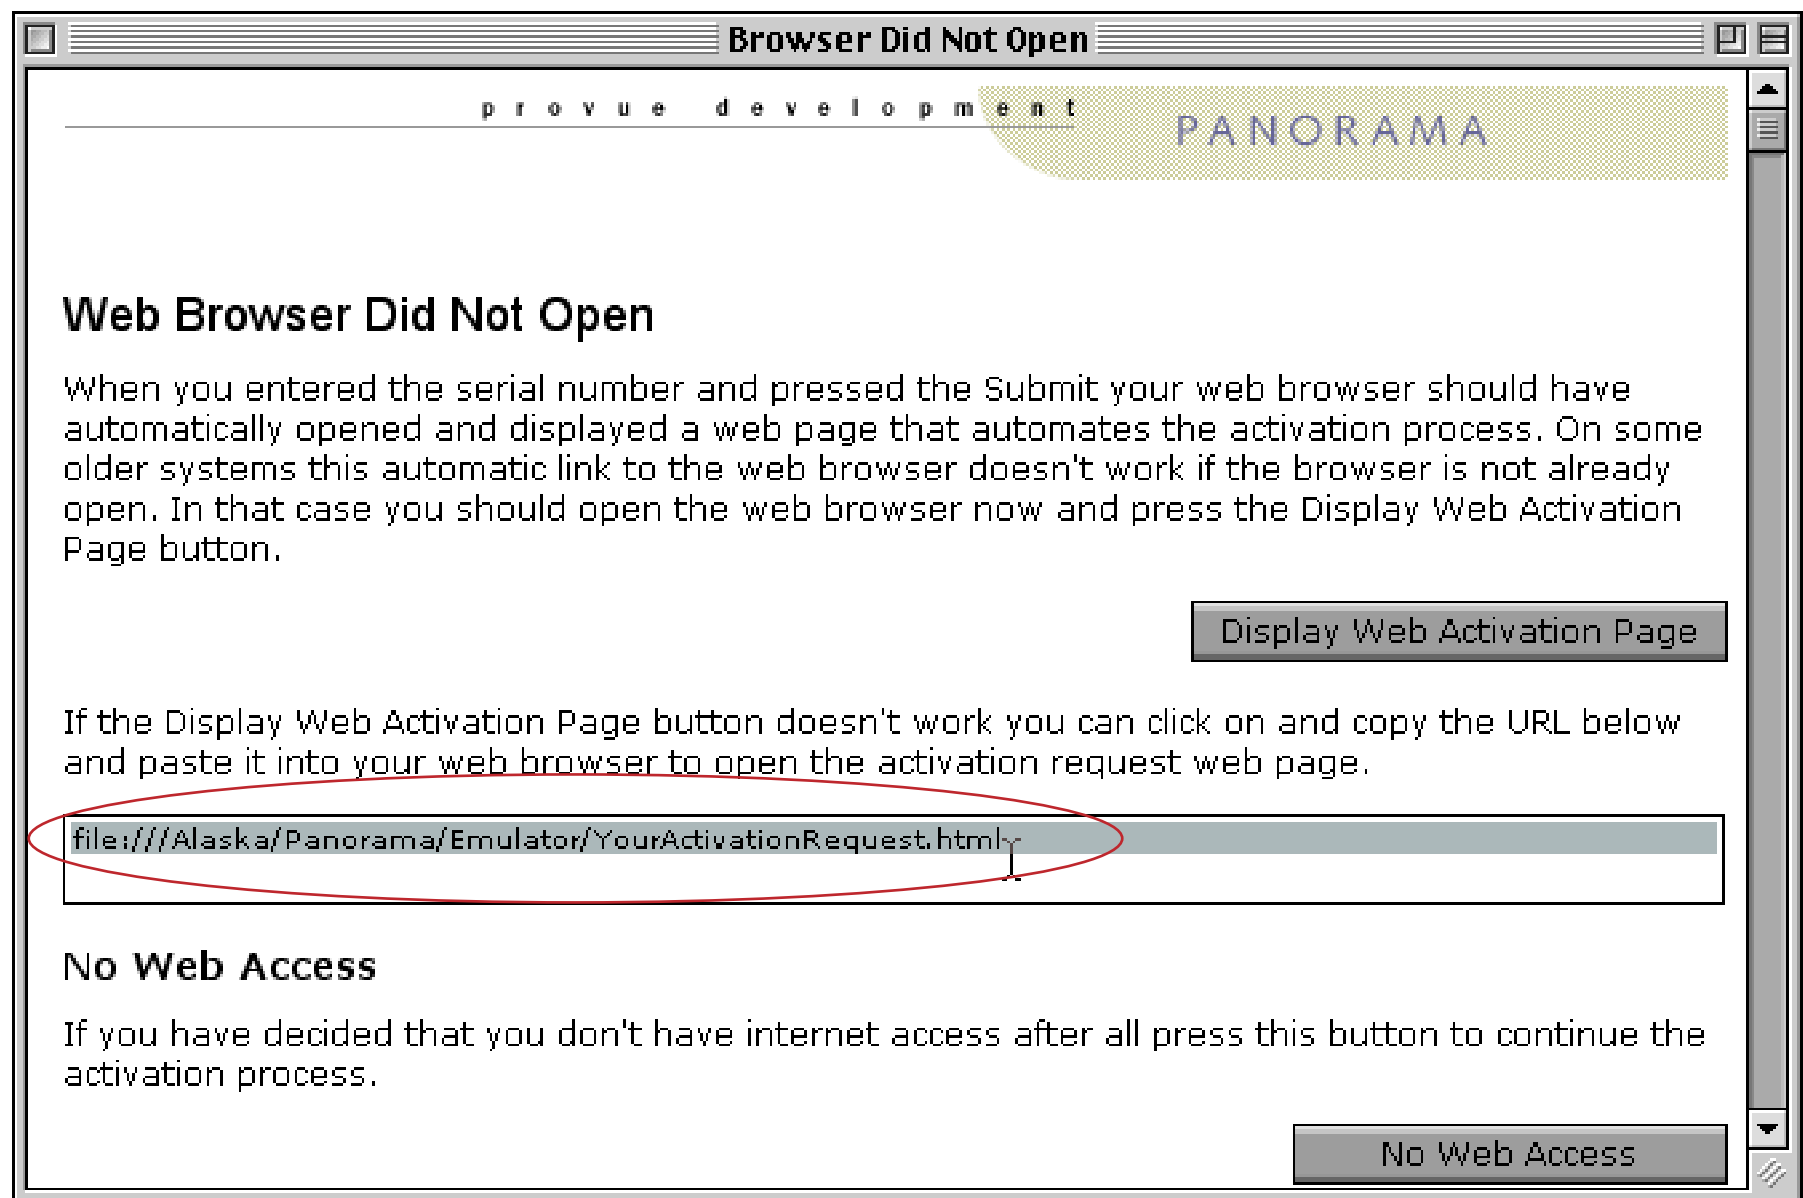 Browser Did Not Open
provue development
PANORAMA
Web Browser Did Not Open
When you entered the serial number and pressed the Submit your web browser should have
automatically opened and displayed a web page that automates the activation process. On some
older systems this automatic link to the web browser doesn't work if the browser is not already
open. In that case you should open the web browser now and press the Display Web Activation
Page button.
Display Web Activation Page
If the Display Web Activation Page button doesn't work you can click on and copy the URL below
and paste it into your web browser to open the activation request web page.
file:///Alaska/Panorama/Emulator/YourActivationRequest.html
No Web Access
If you have decided that you don't have internet access after all press this button to continue the
activation process.
No Web Access